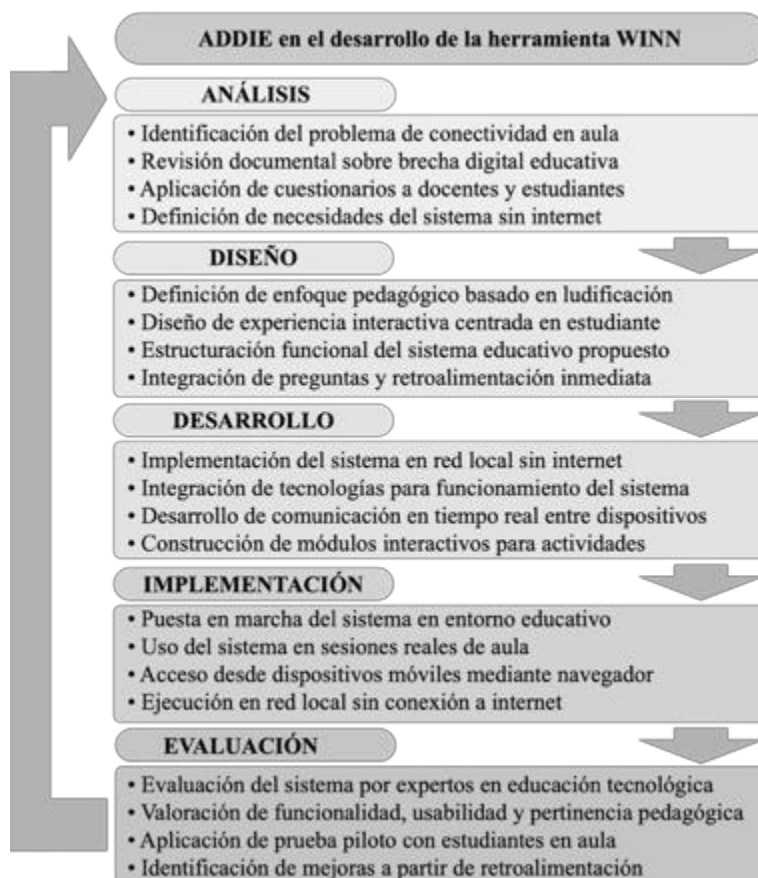 ADDIE en el desarrollo de la herramienta WINN
ANÁLISIS
• Identificación del problema de conectividad en aula
• Revisión documental sobre brecha digital educativa
• Aplicación de cuestionarios a docentes y estudiantes
• Definición de necesidades del sistema sin internet
DISEÑO
• Definición de enfoque pedagógico basado en ludificación
• Diseño de experiencia interactiva centrada en estudiante
• Estructuración funcional del sistema educativo propuesto
• Integración de preguntas y retroalimentación inmediata
DESARROLLO
• Implementación del sistema en red local sin internet
• Integración de tecnologías para funcionamiento del sistema
• Desarrollo de comunicación en tiempo real entre dispositivos
• Construcción de módulos interactivos para actividades
IMPLEMENTACIÓN
• Puesta en marcha del sistema en entorno educativo
• Uso del sistema en sesiones reales de aula
• Acceso desde dispositivos móviles mediante navegador
• Ejecución en red local sin conexión a internet
EVALUACIÓN
• Evaluación del sistema por expertos en educación tecnológica
• Valoración de funcionalidad, usabilidad y pertinencia pedagógica
• Aplicación de prueba piloto con estudiantes en aula
• Identificación de mejoras a partir de retroalimentación